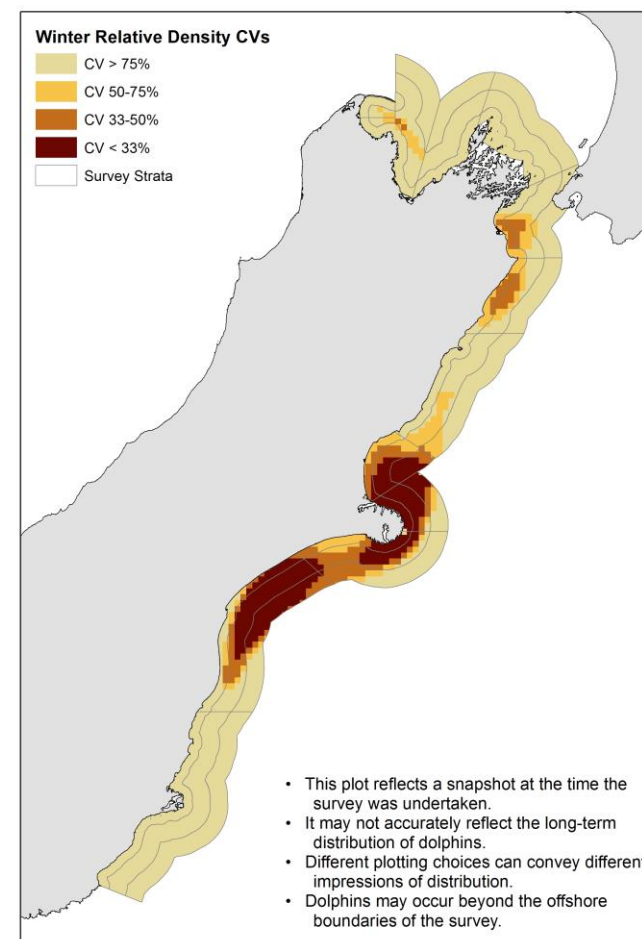 Winter Relative Density CVs
CV > 75%
CV 50-75%
CV 33-50%
CV < 33%
Survey Strata
• This plot reflects a snapshot at the time the
survey was undertaken.
• It may not accurately reflect the long-term
distribution of dolphins.
• Different plotting choices can convey different
impressions of distribution.
• Dolphins may occur beyond the offshore
boundaries of the survey.